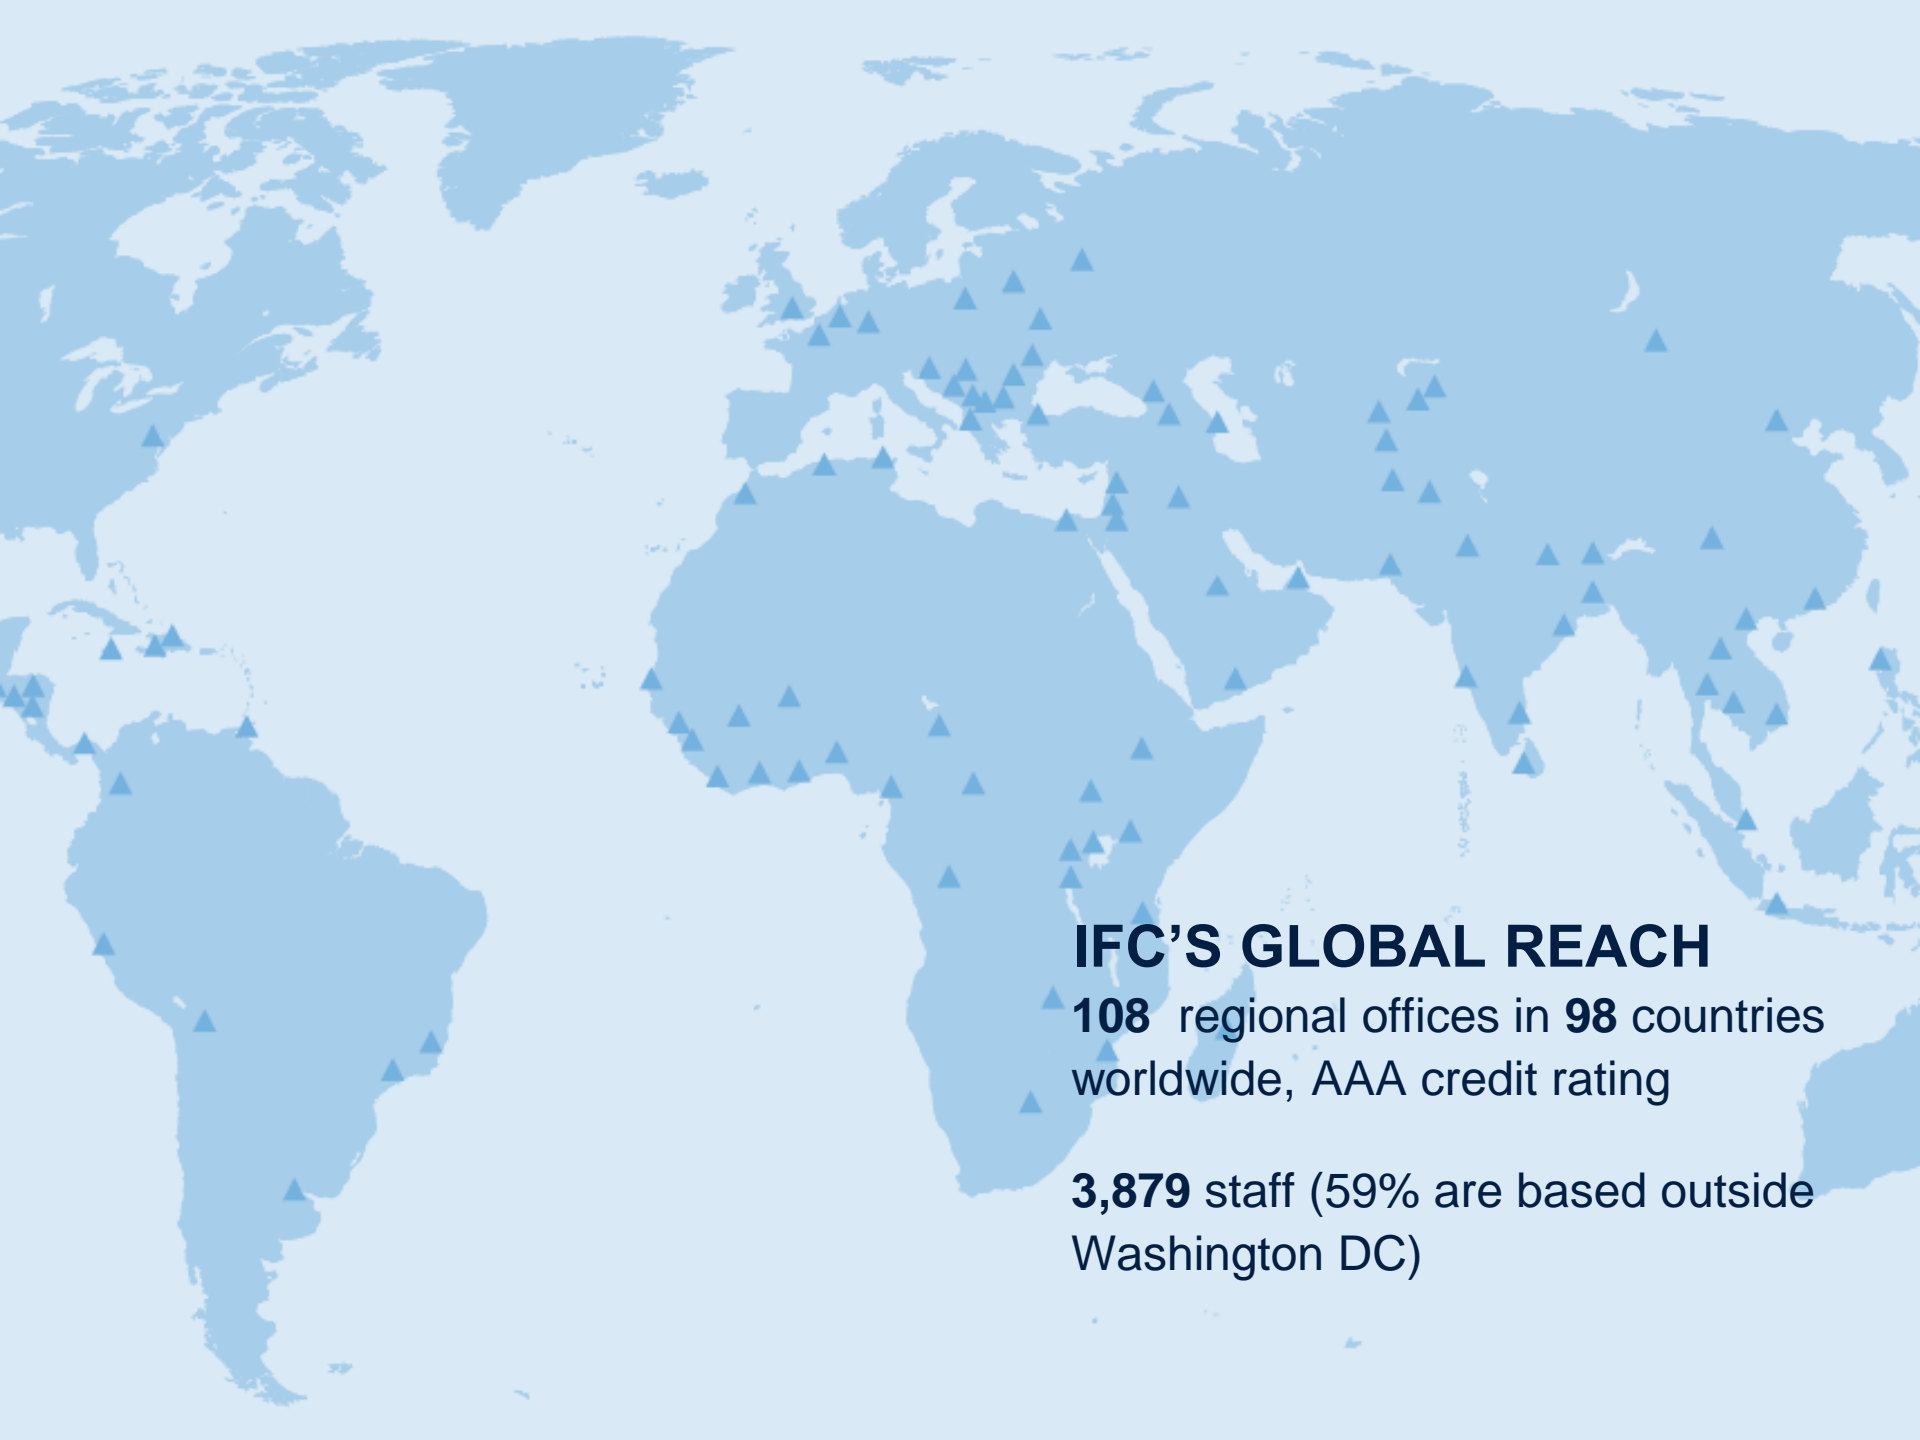 IFC’S GLOBAL REACH
108  regional offices in 98 countries
worldwide, AAA credit rating
3,879 staff (59% are based outside
Washington DC)